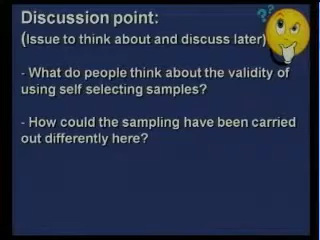 Discussion point:
(Issue to think about and discuss later)
- What do people think about the validity of
using self selecting samples?
- How could the sampling have been carried
out differently here?